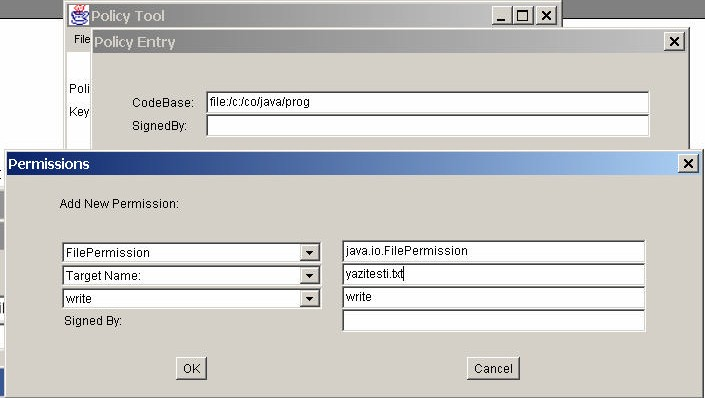 Policy Tool
File
Policy Entry
Poli
CodeBase: file:/c:/co/java/prog
Key
SignedBy:
Permissions
Add New Permission:
FilePermission java.io.FilePermission
Target Name: yazitesti.txt
write write
Signed By:
OK Cancel